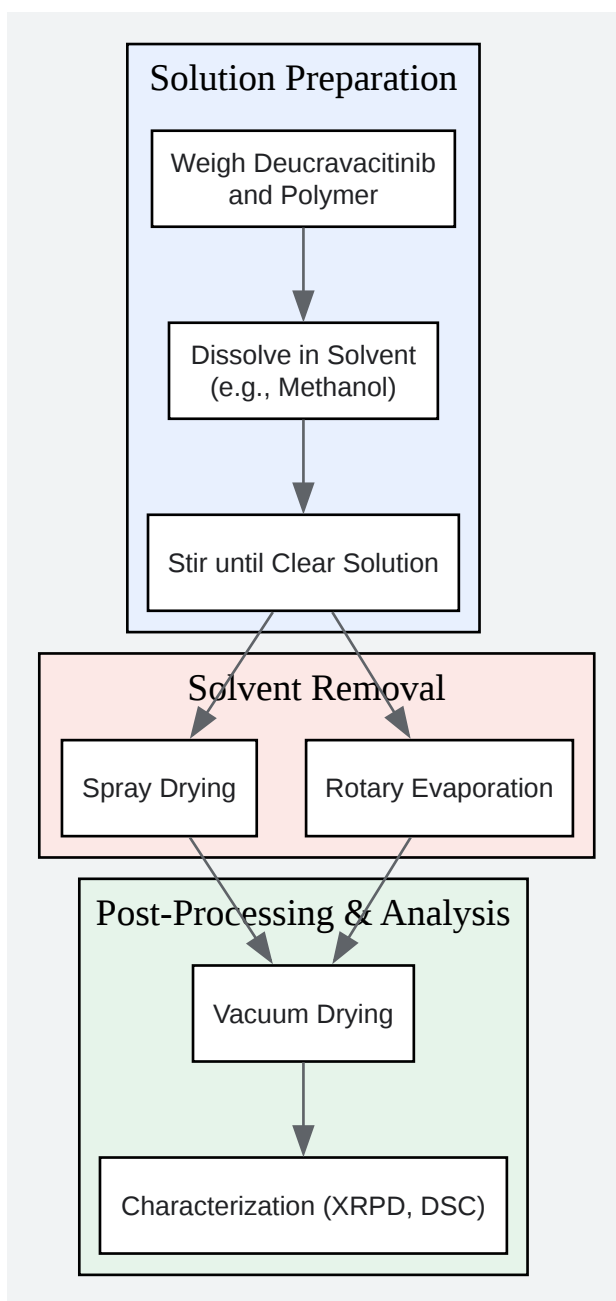 Solution Preparation
Weigh Deucravacitinib
and Polymer
Dissolve in Solvent
(e.g., Methanol)
Stir until Clear Solution
Solvent Removal
Spray Drying
Rotary Evaporation
Post-Processing & Analysis
Vacuum Drying
Characterization (XRPD, DSC)